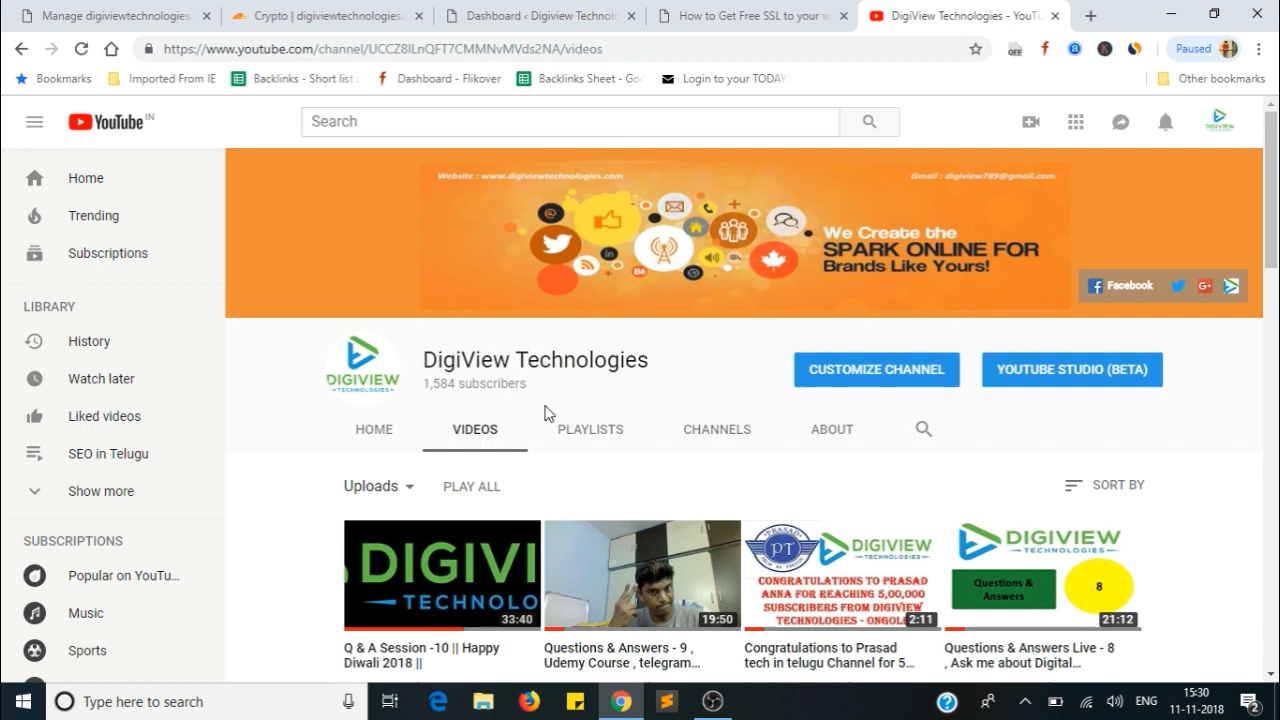 Manage digiviewtechnologies.
Crypto | digiviewtechnologies.c
Dashboard ‹ Digiview Technolo
How to Get Free SSL to your w
DigiView Technologies - YouTu
https://www.youtube.com/channel/UCCZ8ILnQFT7CMMNvMVds2NA/videos
OFF
Paused
Bookmarks
Imported From IE
Backlinks - Short list
Dashboard - Flikover
Backlinks Sheet - Goo
Login to your TODAY
Other bookmarks
YouTube IN
Search
DIGIVIEW
Home
Trending
Subscriptions
LIBRARY
History
Watch later
Liked videos
SEO in Telugu
Show more
SUBSCRIPTIONS
Popular on YouTu...
Music
Sports
Website : www.digiviewtechnologies.com
Gmail : digiview789@gmail.com
We Create the
SPARK ONLINE FOR
Brands Like Yours!
Facebook
DIGIVIEW
TECHNOLOGIES
DigiView Technologies
1,584 subscribers
CUSTOMIZE CHANNEL
YOUTUBE STUDIO (BETA)
HOME
VIDEOS
PLAYLISTS
CHANNELS
ABOUT
Uploads
PLAY ALL
SORT BY
DIGIVI
TECHNOLO
33:40
Q & A Session -10 || Happy
Diwali 2018 ||
19:50
Questions & Answers - 9 ,
Udemy Course , telegram...
PRASAD
PT
DIGIVIEW
TECHNOLOGIES
CONGRATULATIONS TO PRASAD
ANNA FOR REACHING 5,00,000
SUBSCRIBERS FROM DIGIVIEW
TECHNOLOGIES - ONGOL
2:11
Congratulations to Prasad
tech in telugu Channel for 5...
DIGIVIEW
TECHNOLOGIES
Questions &
Answers
8
21:12
Questions & Answers Live - 8
, Ask me about Digital...
Type here to search
ENG
15:30
11-11-2018
2